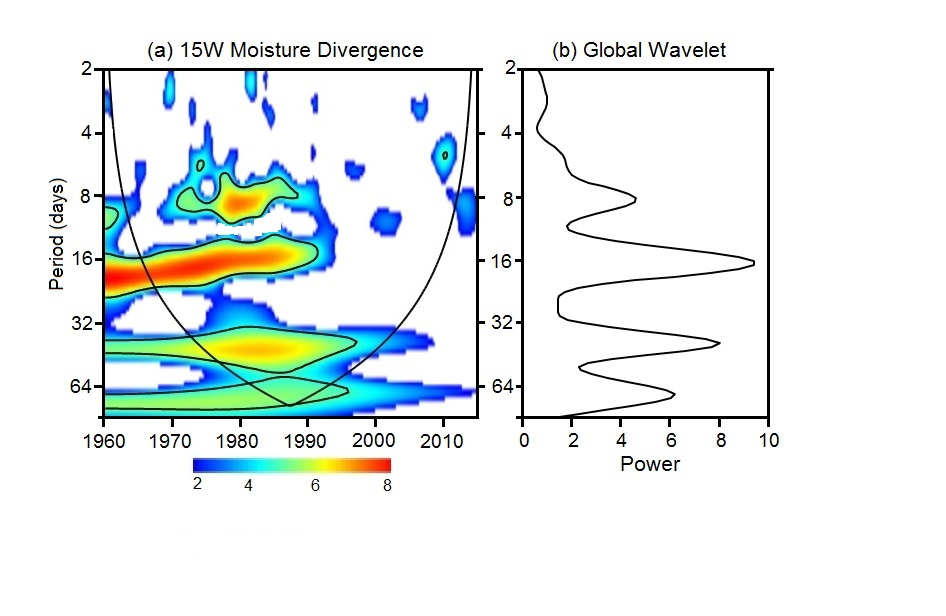 (a) 15W Moisture Divergence
(b) Global Wavelet
2
4
8
16
32
64
Period (days)
1960 1970 1980 1990 2000 2010
2 4 6 8
2
4
8
16
32
64
0 2 4 6 8 10
Power